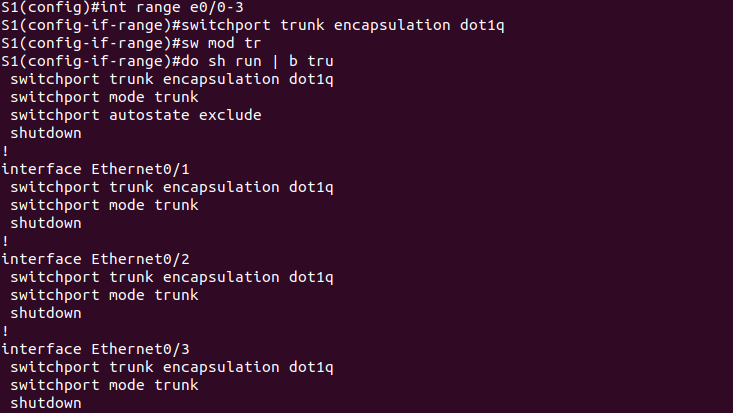 S1(config)#int range e0/0-3
S1(config-if-range)#switchport trunk encapsulation dot1q
S1(config-if-range)#sw mod tr
S1(config-if-range)#do sh run | b tru
 switchport trunk encapsulation dot1q
 switchport mode trunk
 switchport autostate exclude
 shutdown
!
interface Ethernet0/1
 switchport trunk encapsulation dot1q
 switchport mode trunk
 shutdown
!
interface Ethernet0/2
 switchport trunk encapsulation dot1q
 switchport mode trunk
 shutdown
!
interface Ethernet0/3
 switchport trunk encapsulation dot1q
 switchport mode trunk
 shutdown